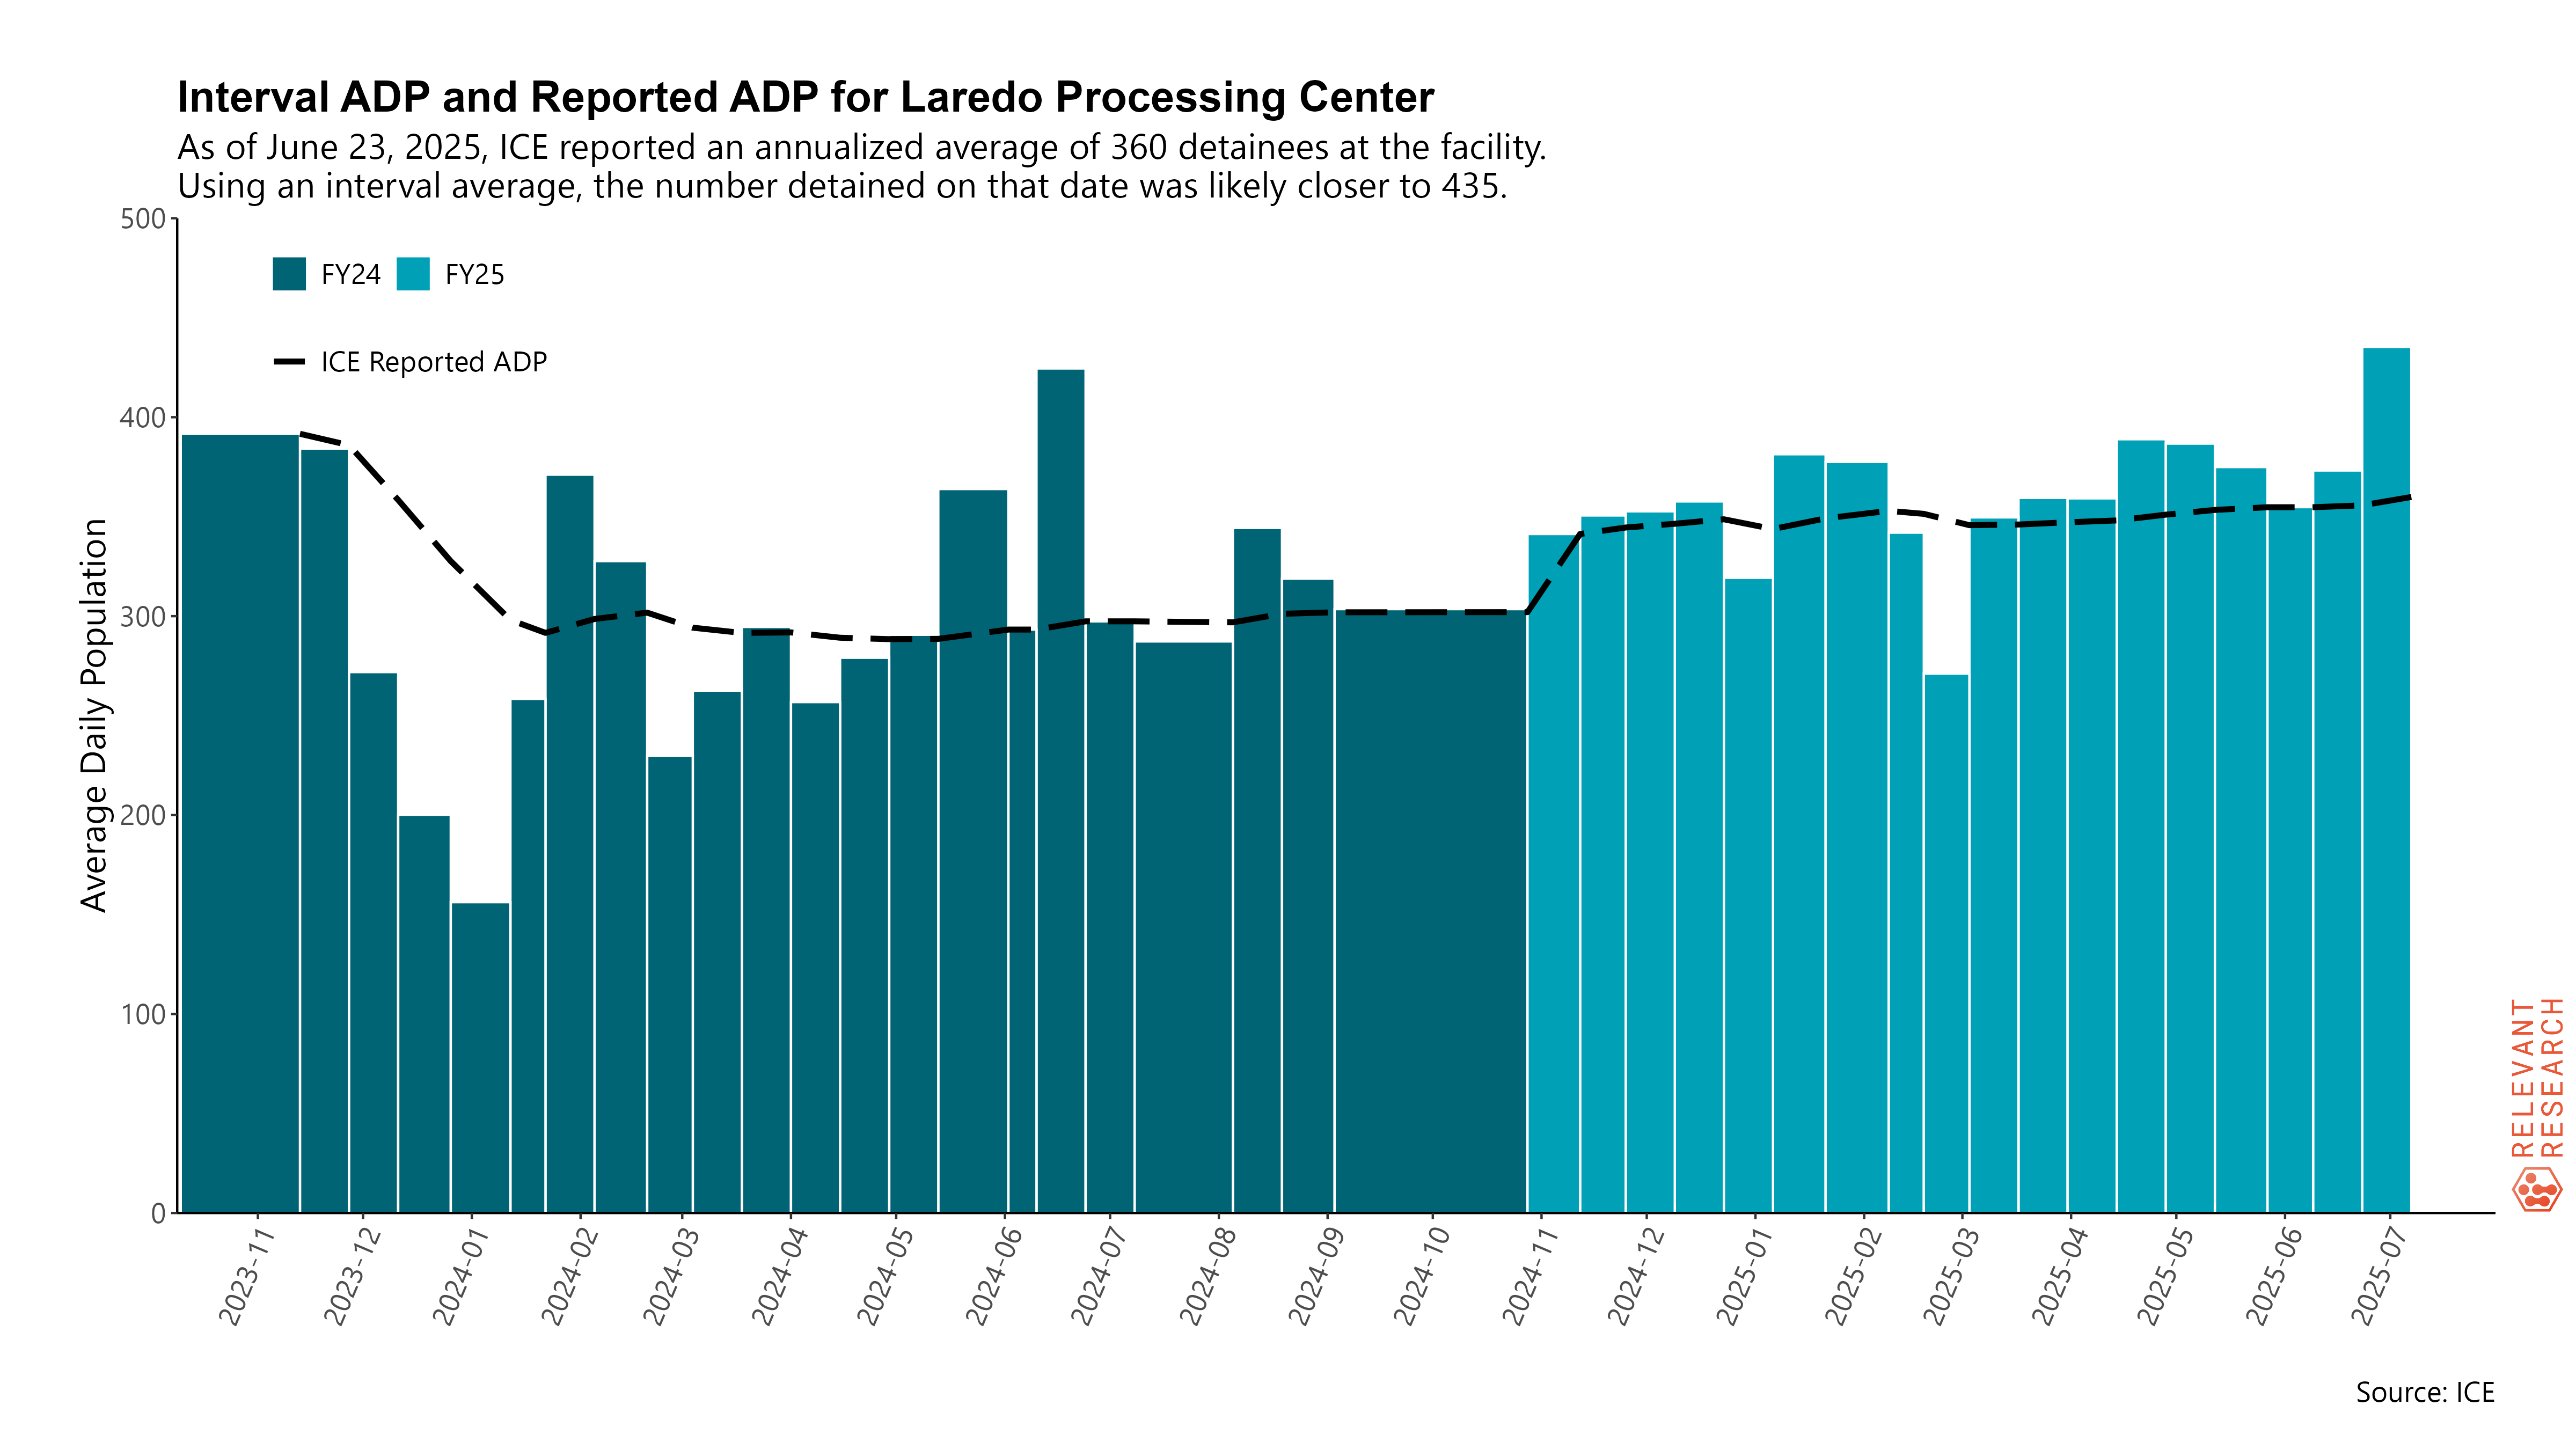 Interval ADP and Reported ADP for Laredo Processing Center
As of June 23, 2025, ICE reported an annualized average of 360 detainees at the facility.
Using an interval average, the number detained on that date was likely closer to 435.
500
400
300
200
100
0
Average Daily Population
FY24
FY25
ICE Reported ADP
2023-11
2023-12
2024-01
2024-02
2024-03
2024-04
2024-05
2024-06
2024-07
2024-08
2024-09
2024-10
2024-11
2024-12
2025-01
2025-02
2025-03
2025-04
2025-05
2025-06
2025-07
RELEVANT
RESEARCH
Source: ICE